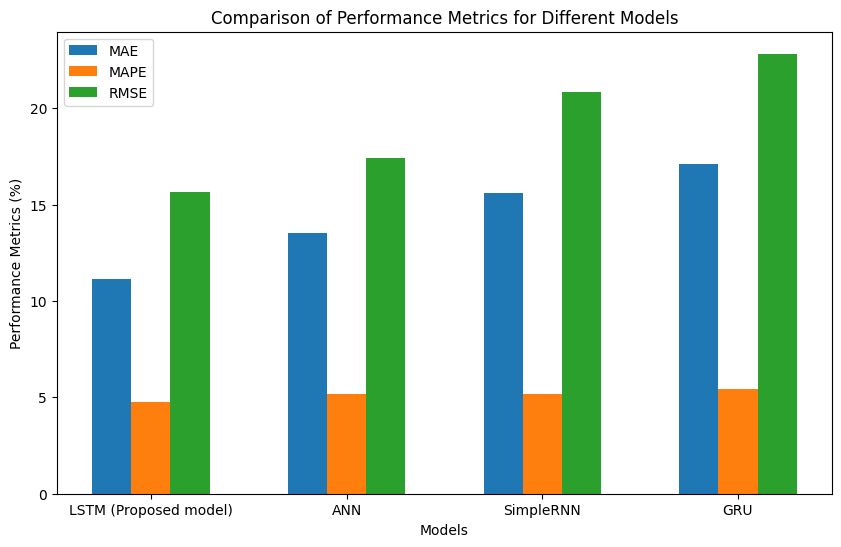 Comparison of Performance Metrics for Different Models
MAE
MAPE
RMSE
Performance Metrics (%)
20
15
10
5
0
LSTM (Proposed model)
ANN
SimpleRNN
GRU
Models